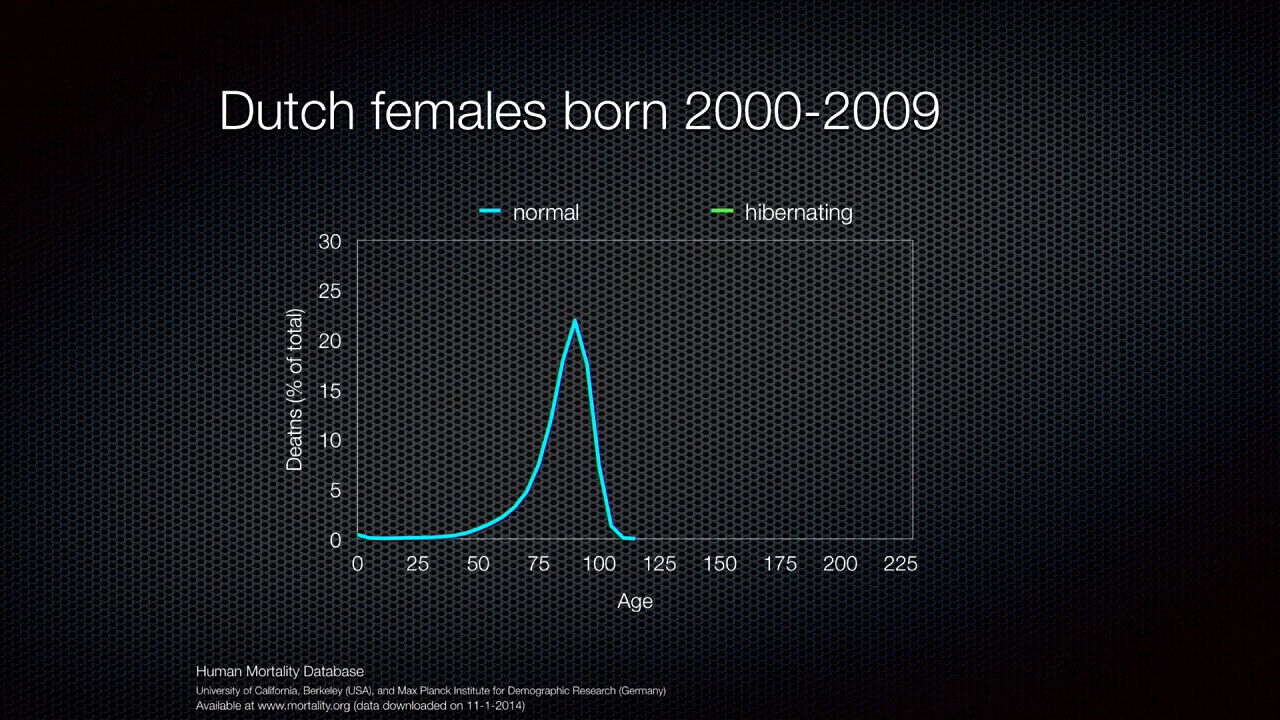 Dutch females born 2000-2009
normal
hibernating
30
25
20
15
10
5
0
Deaths (% of total)
0 25 50 75 100 125 150 175 200 225
Age
Human Mortality Database
University of California, Berkeley (USA), and Max Planck Institute for Demographic Research (Germany)
Available at www.mortality.org (data downloaded on 11-1-2014)